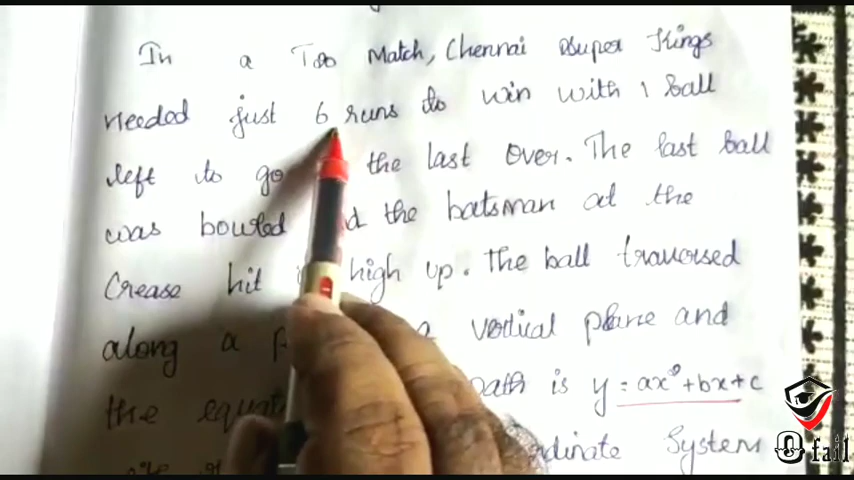 In a T20 Match, Chennai Super Kings
needed just 6 runs to win with 1 ball
left to go the last over. The last ball
was bowled the batsman at the
Crease hit high up. The ball traversed
along a a vertical plane and
the path is y = ax² + bx + c
System
0 fail